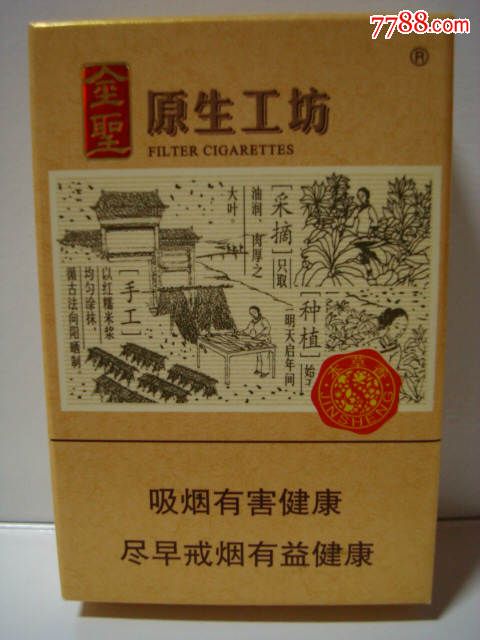 7788.com
金聖
®
原生工坊
FILTER CIGARETTES
[种植]始
明天启年间
[采摘]只取
油润、肉厚之
大叶。
[手工]
以红糯米浆
均匀涂抹,
循古法向阳晒制
JINSHENG
吸烟有害健康
尽早戒烟有益健康